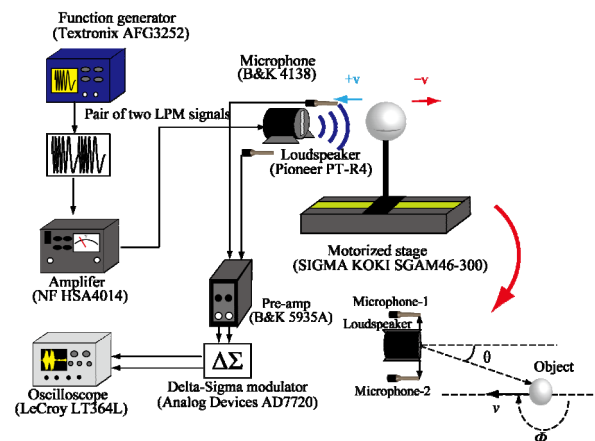 Function generator
(Textronix AFG3252)
Microphone
(B&K 4138)
+v
−v
Pair of two LPM signals
Loudspeaker
(Pioneer PT-R4)
Amplifer
(NF HSA4014)
Motorized stage
(SIGMA KOKI SGAM46-300)
Pre-amp
(B&K 5935A)
Microphone-1
Loudspeaker
θ
Object
Microphone-2
v
Φ
ΔΣ
Oscilloscope
(LeCroy LT364L)
Delta-Sigma modulator
(Analog Devices AD7720)